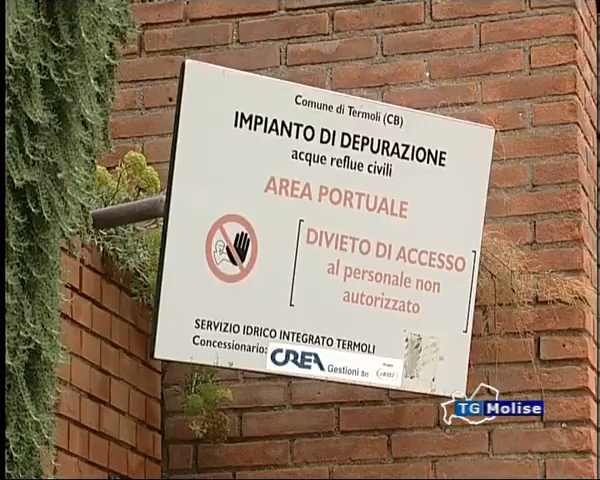 Comune di Termoli (CB)
IMPIANTO DI DEPURAZIONE
acque reflue civili
AREA PORTUALE
DIVIETO DI ACCESSO
al personale non
autorizzato
SERVIZIO IDRICO INTEGRATO TERMOLI
Concessionario:
CREA Gestioni Srl
TG Molise